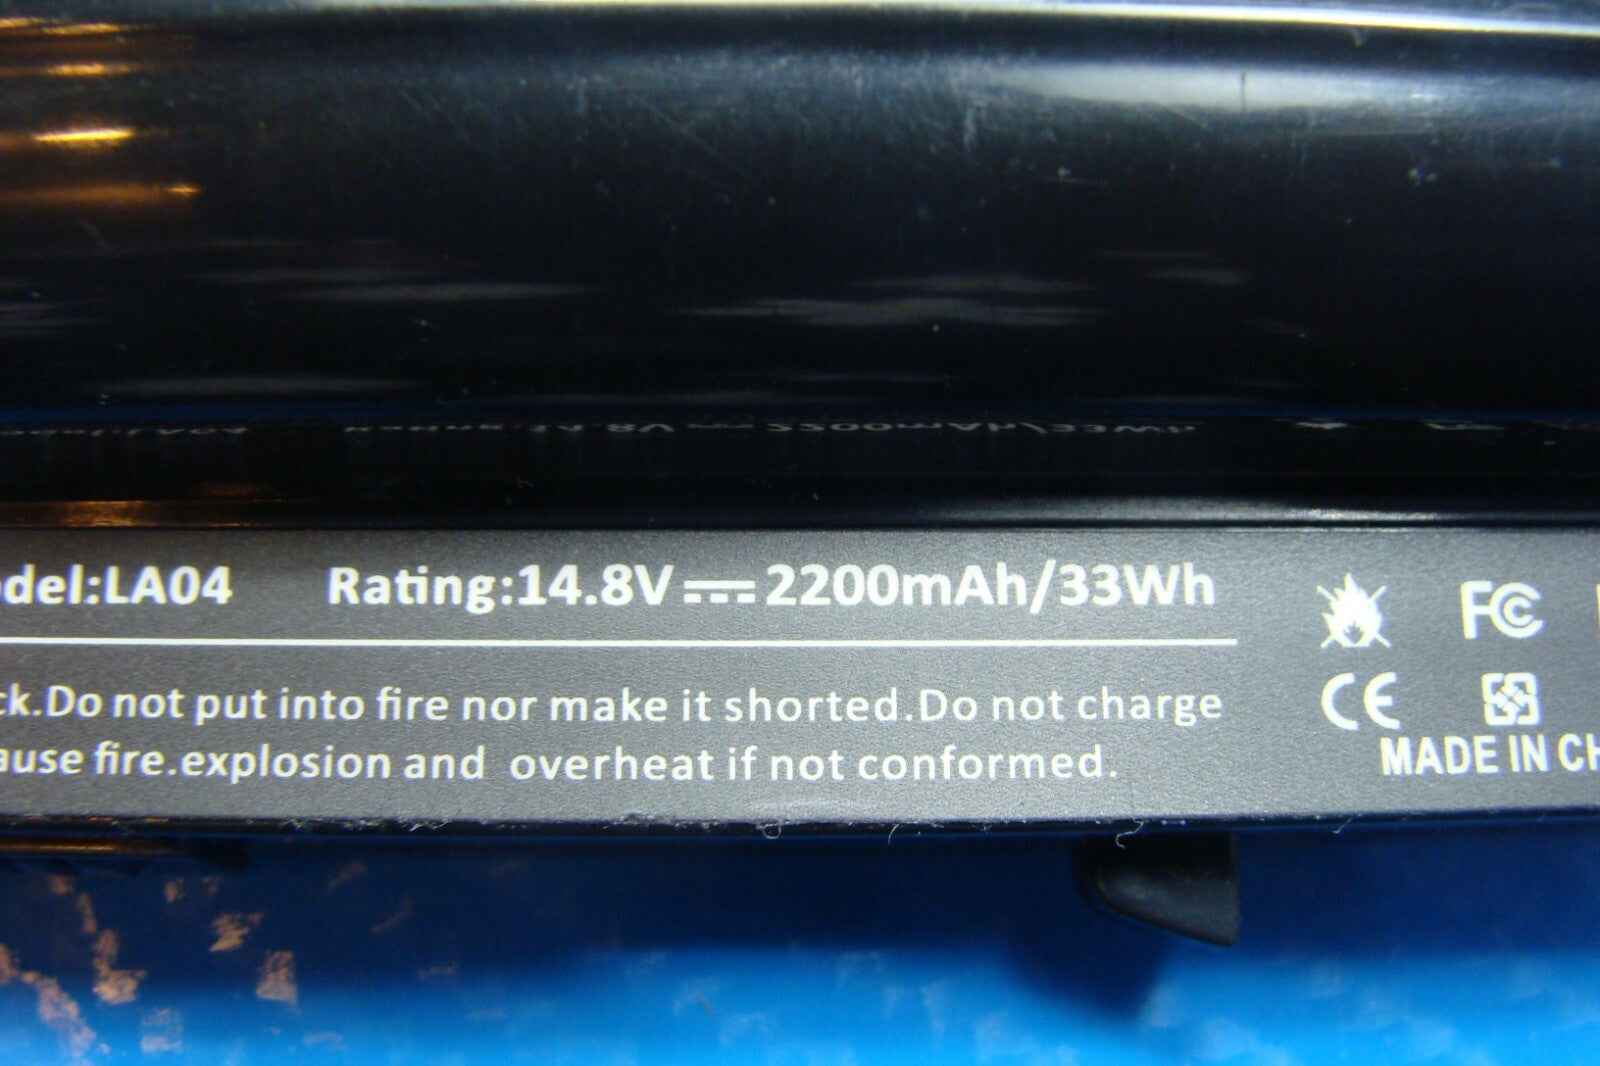 odel:LA04 Rating:14.8V⎓2200mAh/33Wh
FC
ck.Do not put into fire nor make it shorted.Do not charge
CE
ause fire.explosion and overheat if not conformed.
MADE IN CH